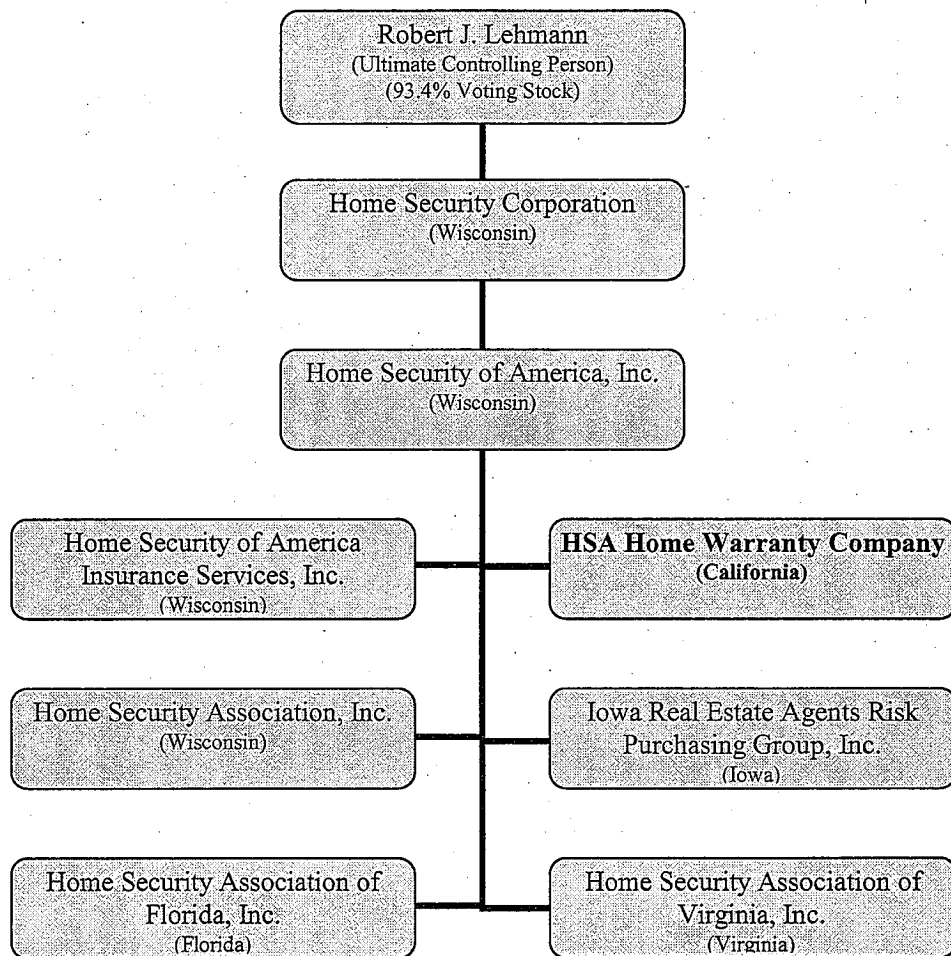 Robert J. Lehmann
(Ultimate Controlling Person)
(93.4% Voting Stock)
Home Security Corporation
(Wisconsin)
Home Security of America, Inc.
(Wisconsin)
Home Security of America
Insurance Services, Inc.
(Wisconsin)
HSA Home Warranty Company
(California)
Home Security Association, Inc.
(Wisconsin)
Iowa Real Estate Agents Risk
Purchasing Group, Inc.
(Iowa)
Home Security Association of
Florida, Inc.
(Florida)
Home Security Association of
Virginia, Inc.
(Virginia)